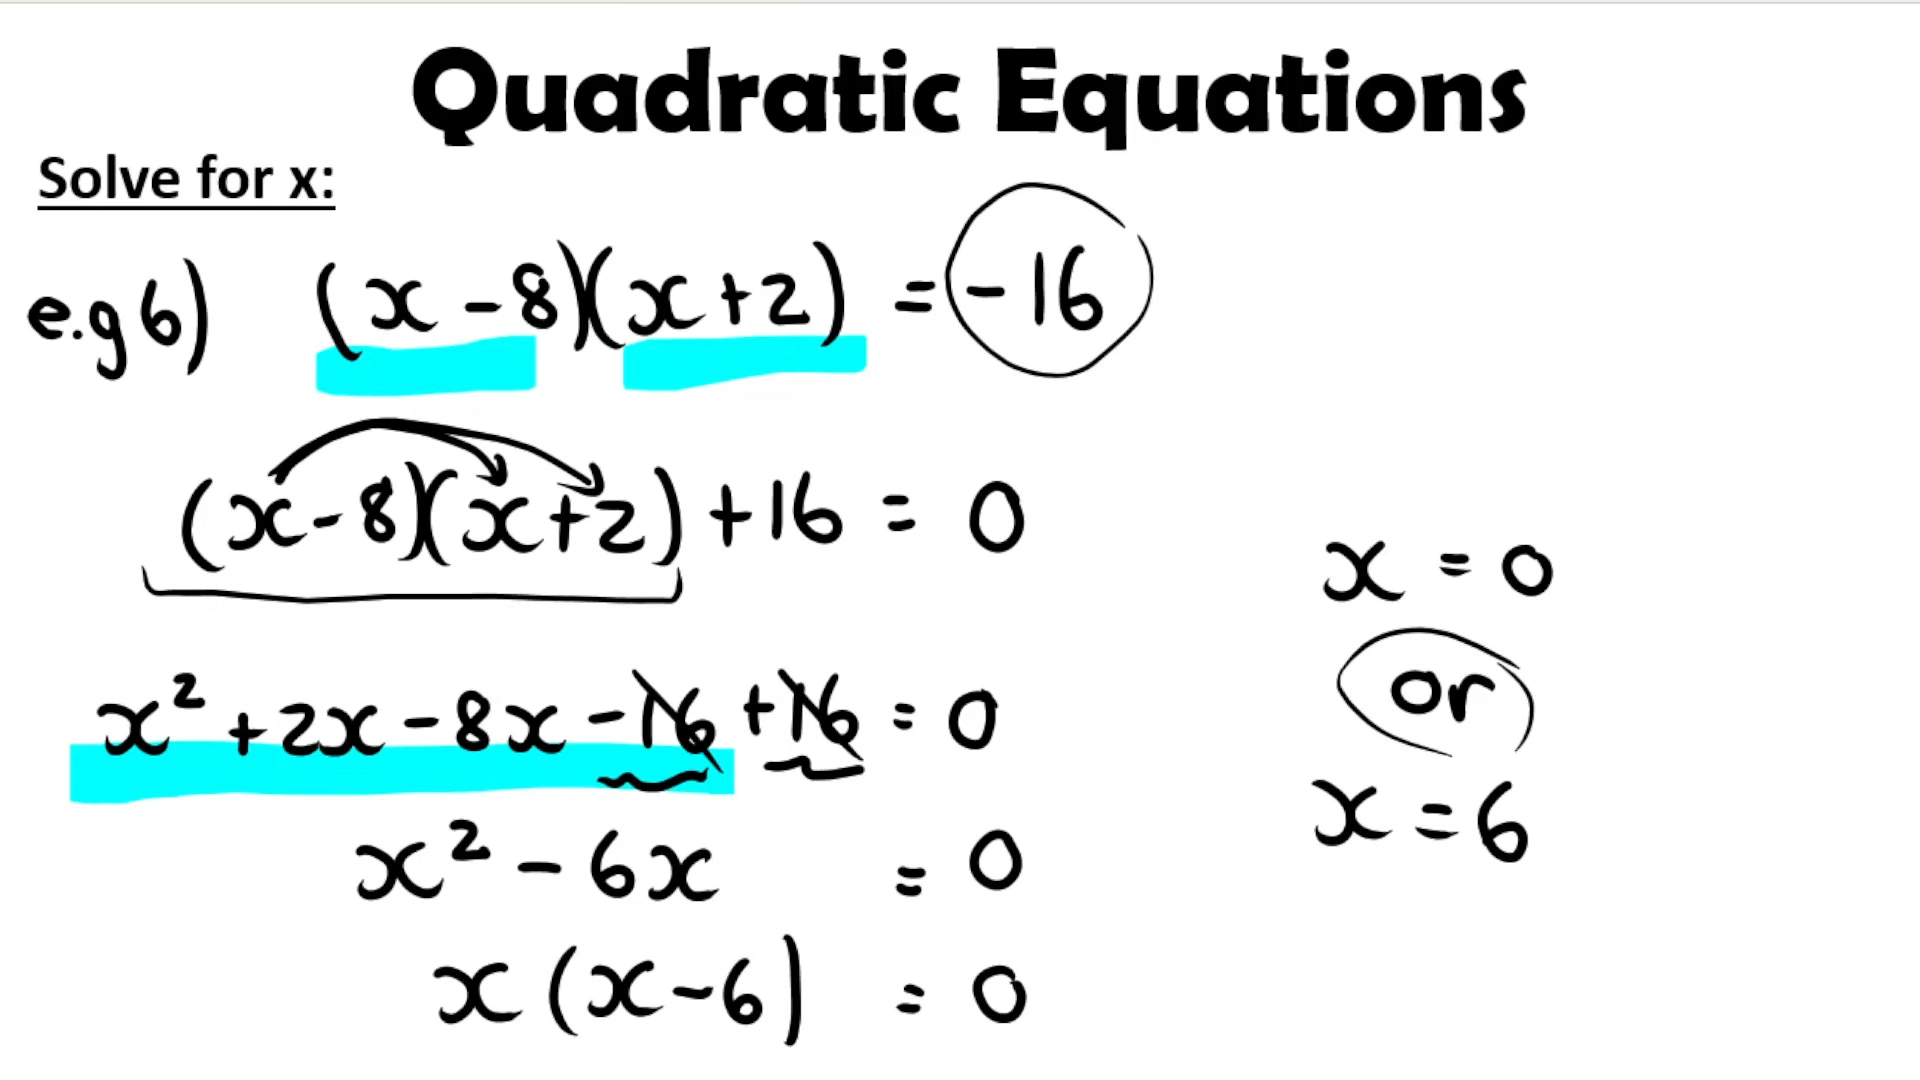 Quadratic Equations
Solve for x:
e.g 6) (x - 8)(x + 2) = -16
(x - 8)(x + 2) + 16 = 0
x² + 2x - 8x - 16 + 16 = 0
x² - 6x = 0
x (x - 6) = 0
x = 0
or
x = 6